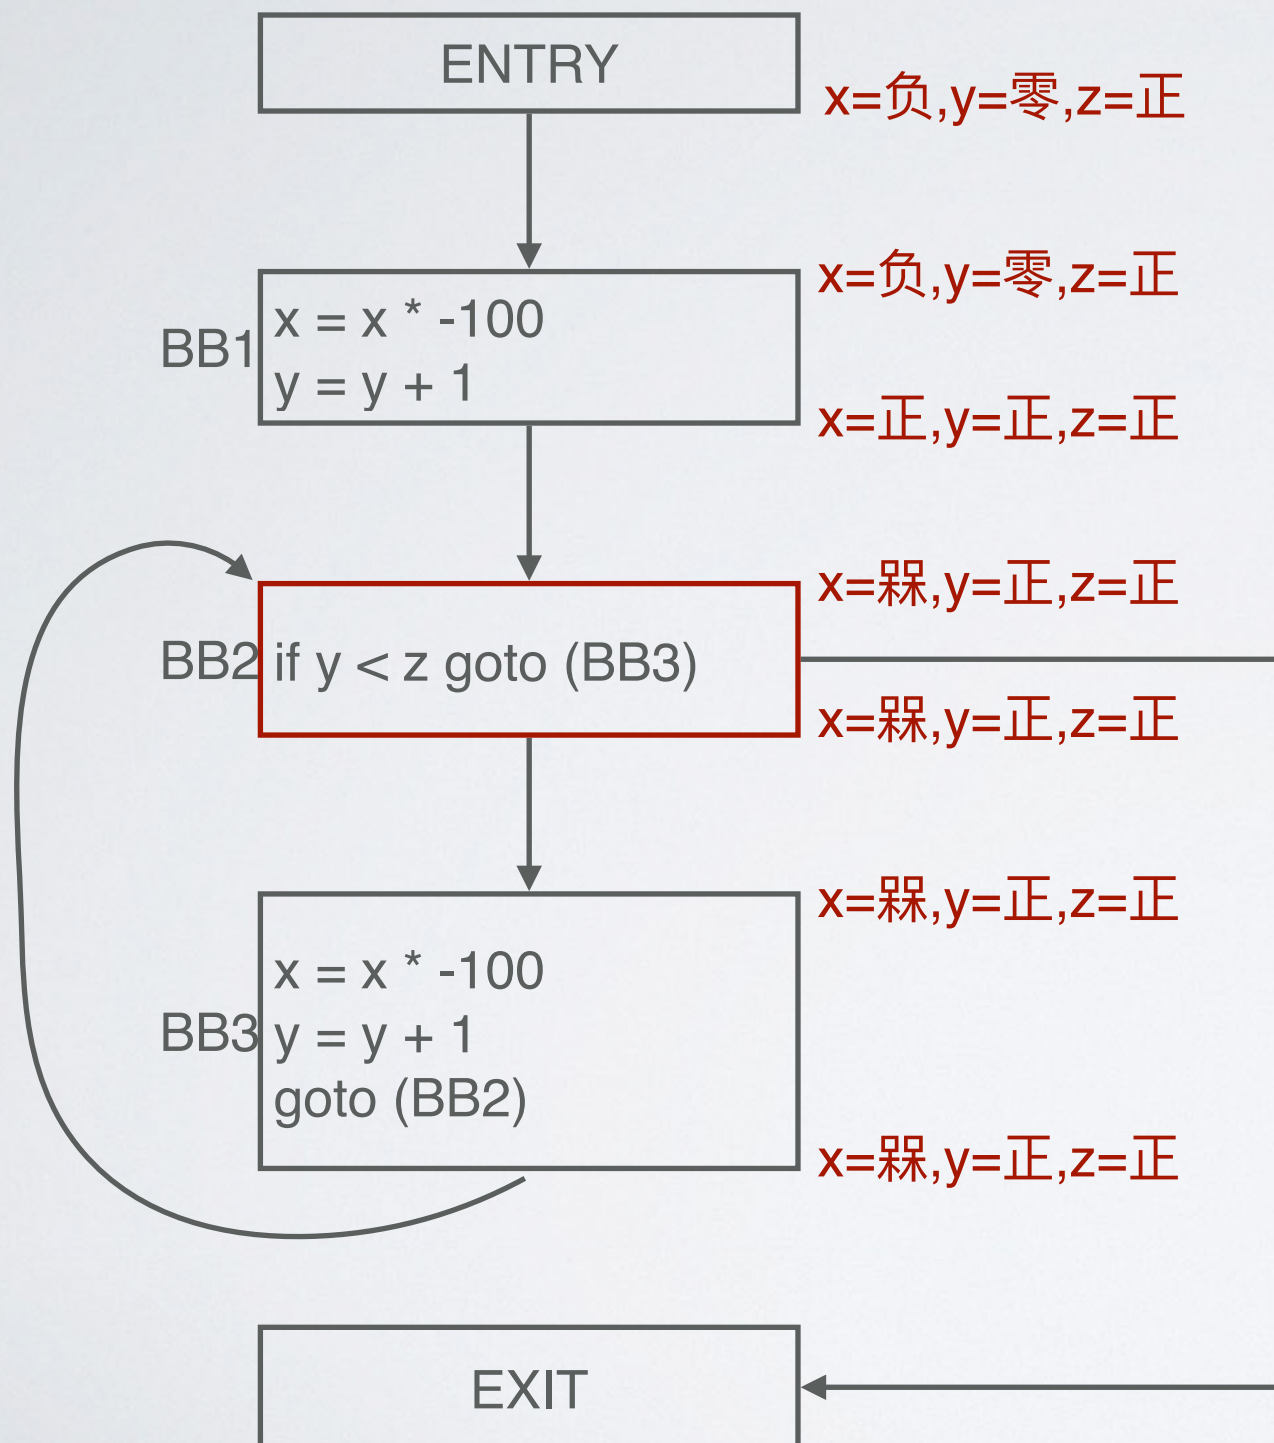 ENTRY
x=负,y=零,z=正
x=负,y=零,z=正
BB1
x = x * -100
y = y + 1
x=正,y=正,z=正
x=槑,y=正,z=正
BB2
if y < z goto (BB3)
x=槑,y=正,z=正
x=槑,y=正,z=正
BB3
x = x * -100
y = y + 1
goto (BB2)
x=槑,y=正,z=正
EXIT